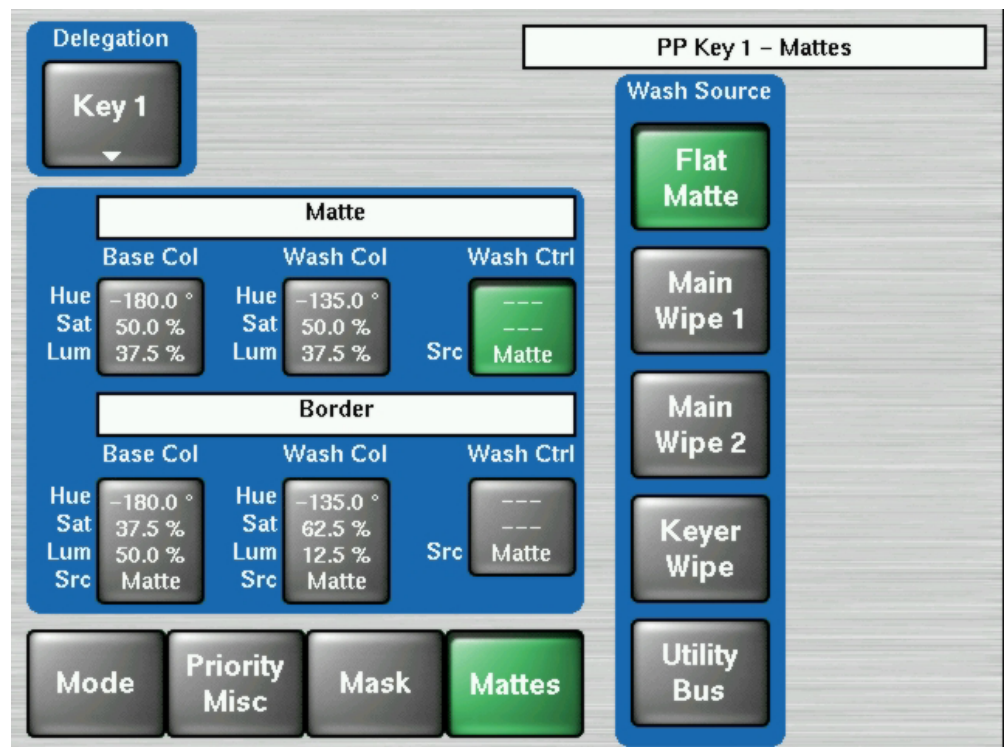 Delegation
Key 1
PP Key 1 – Mattes
Matte
Base Col Wash Col Wash Ctrl
Hue −180.0 ° Hue −135.0 ° ---
Sat 50.0 % Sat 50.0 % ---
Lum 37.5 % Lum 37.5 % Src Matte
Border
Base Col Wash Col Wash Ctrl
Hue −180.0 ° Hue −135.0 ° ---
Sat 37.5 % Sat 62.5 % ---
Lum 50.0 % Lum 12.5 % Src Matte
Src Matte Src Matte
Wash Source
Flat
Matte
Main
Wipe 1
Main
Wipe 2
Keyer
Wipe
Utility
Bus
Mode
Priority
Misc
Mask
Mattes